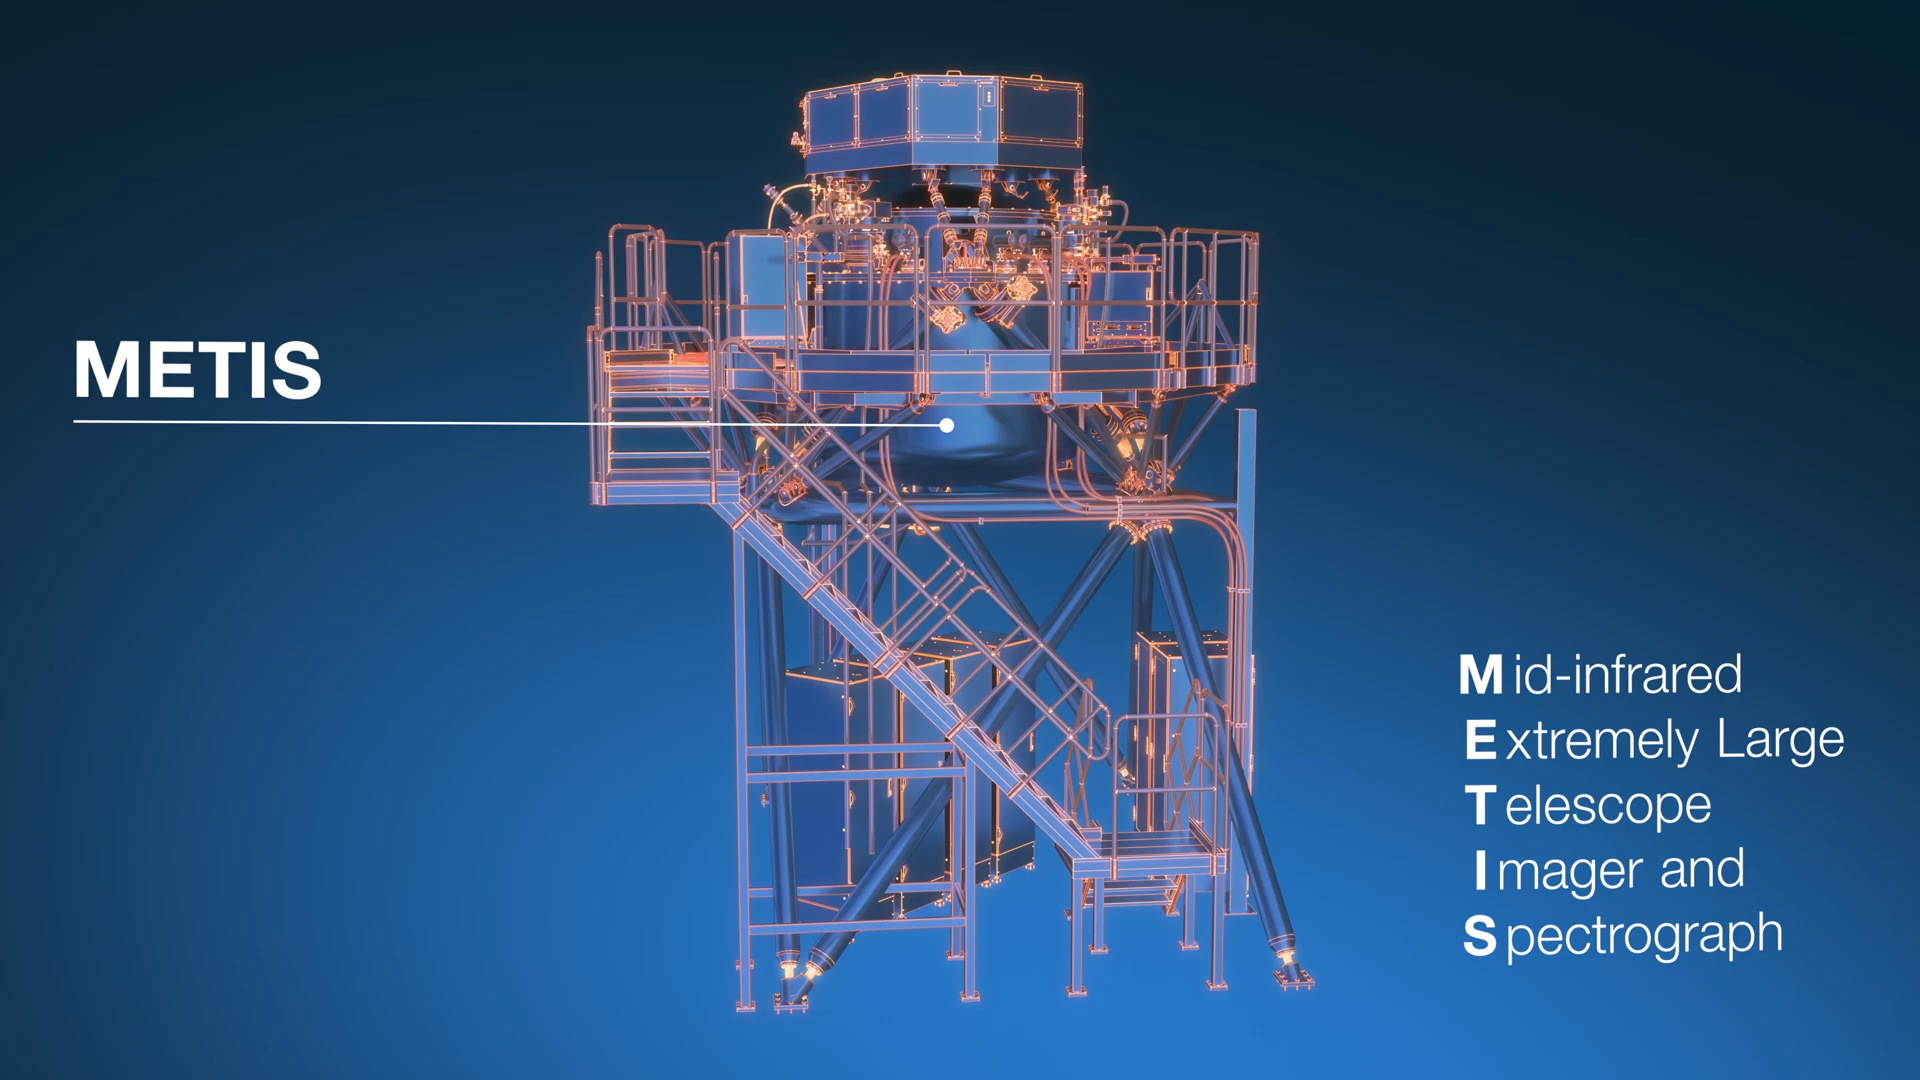 METIS
Mid-infrared
Extremely Large
Telescope
Imager and
Spectrograph